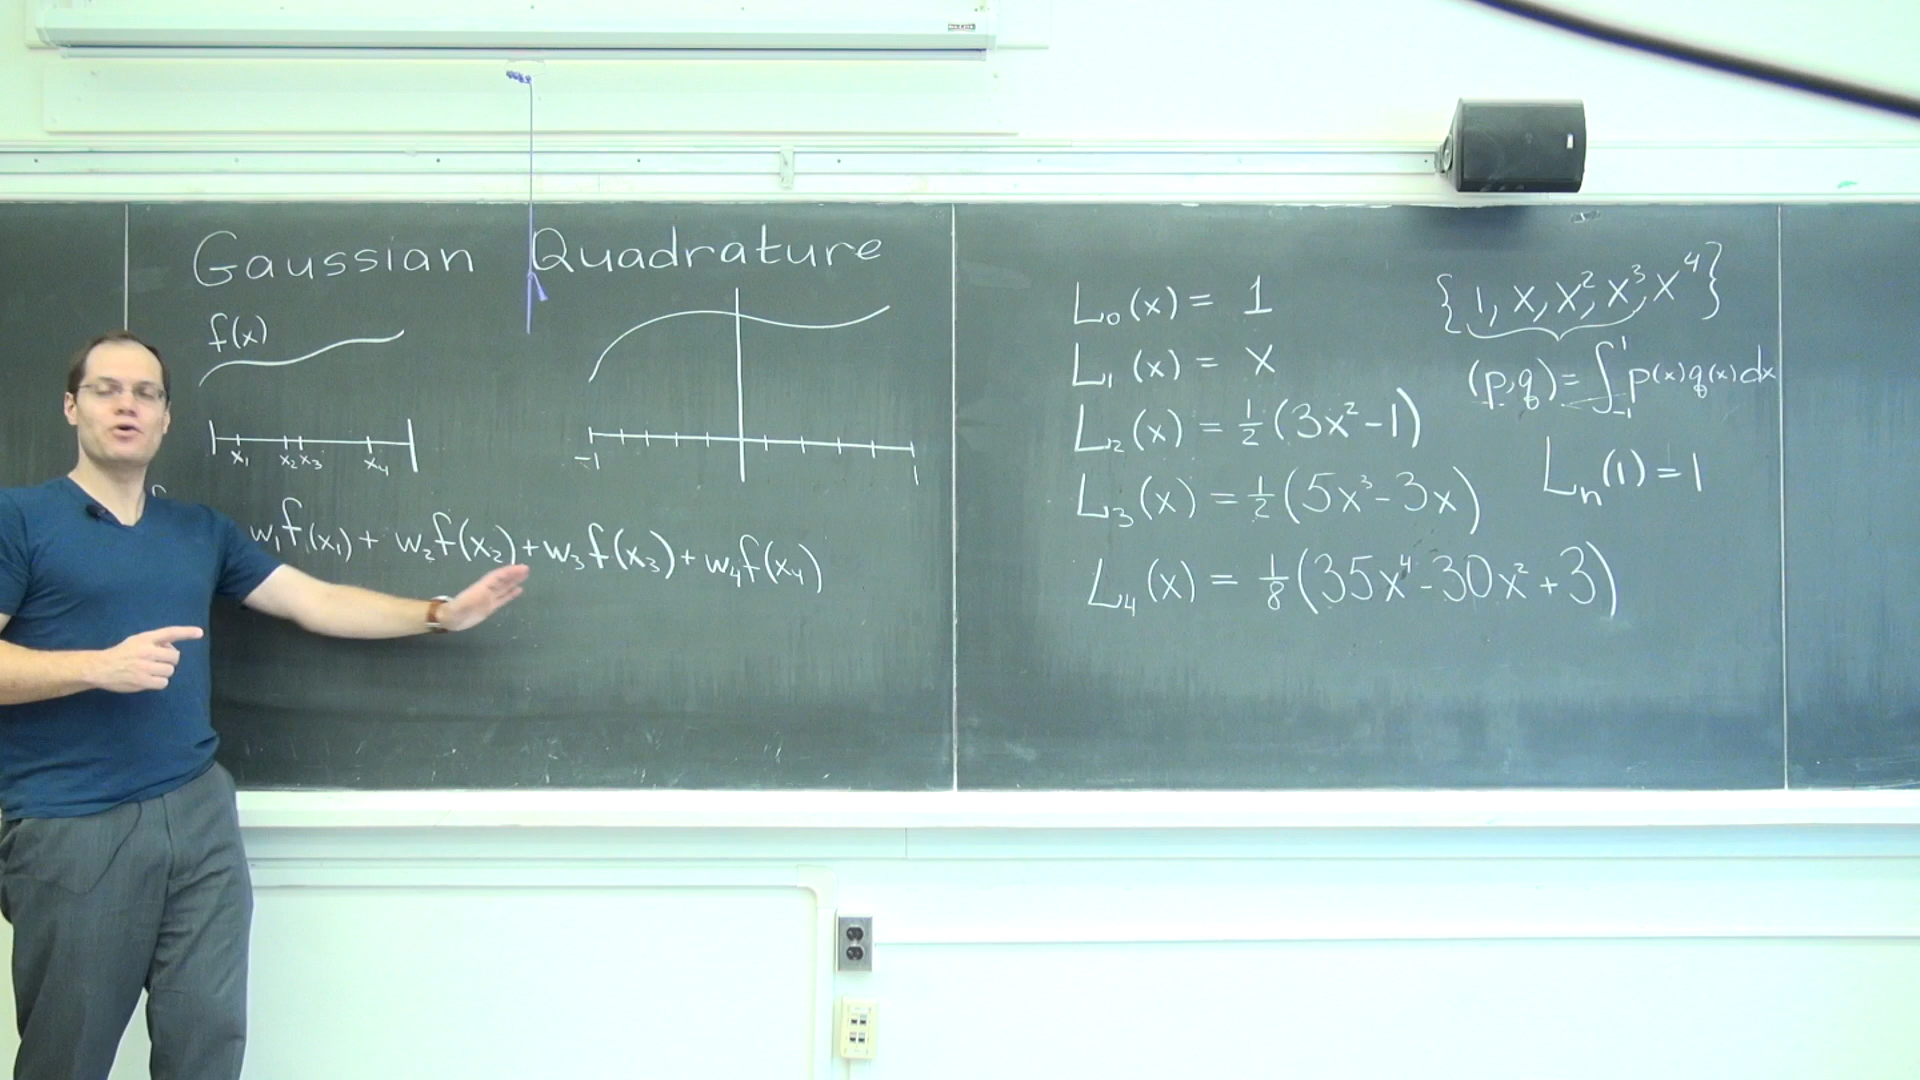 Gaussian Quadrature
f(x)
x₁ x₂ x₃ x₄
-1 1
w₁f(x₁) + w₂f(x₂) + w₃f(x₃) + w₄f(x₄)
L₀(x) = 1
L₁(x) = x
L₂(x) = 1/2 (3x² - 1)
L₃(x) = 1/2 (5x³ - 3x)
L₄(x) = 1/8 (35x⁴ - 30x² + 3)
{1, x, x², x³, x⁴}
(p,q) = ∫₋₁¹ p(x)q(x)dx
Lₙ(1) = 1